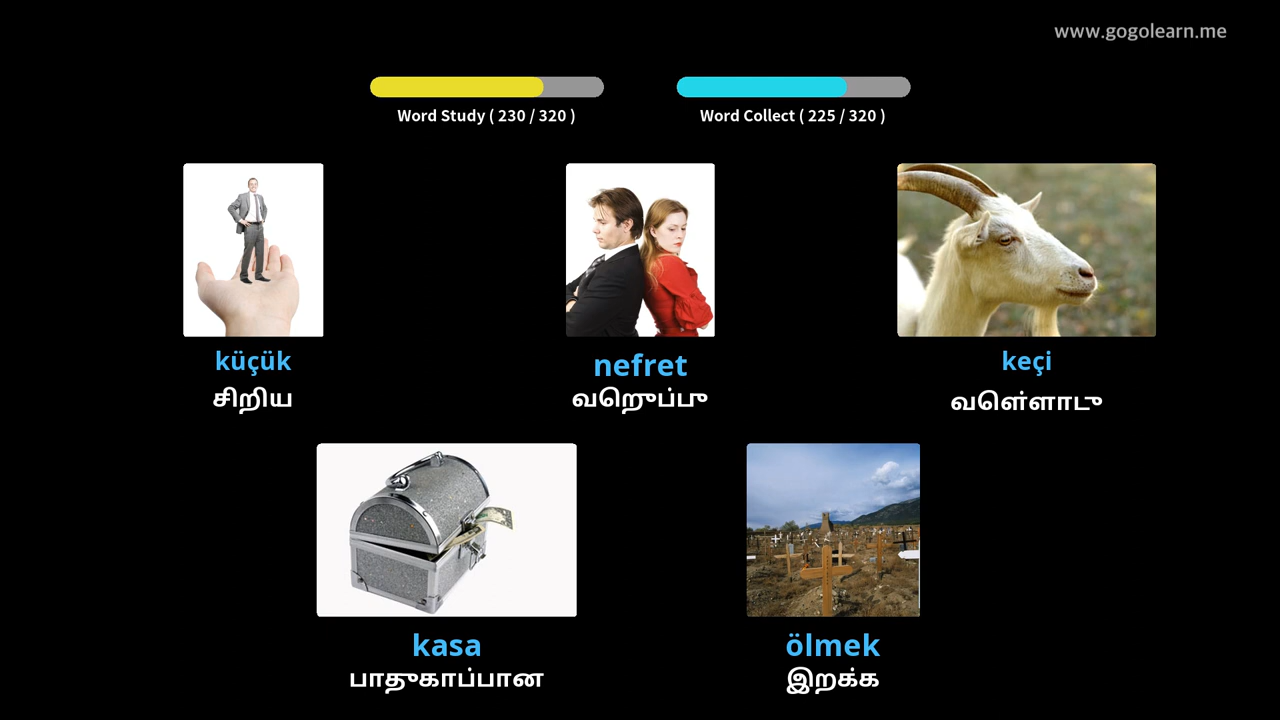 www.gogolearn.me
Word Study ( 230 / 320 )
Word Collect ( 225 / 320 )
küçük
சிறிய
nefret
வெறுப்பு
keçi
வெள்ளாடு
kasa
பாதுகாப்பான
ölmek
இறக்க